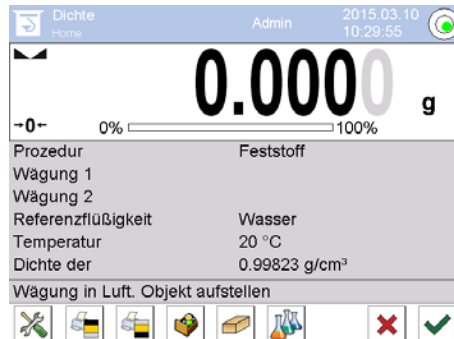 Dichte Admin 2015.03.10
Home 10:29:55
0.0000 g
→0← 0% 100%
Prozedur Feststoff
Wägung 1
Wägung 2
Referenzflüßigkeit Wasser
Temperatur 20 °C
Dichte der 0.99823 g/cm³
Wägung in Luft. Objekt aufstellen